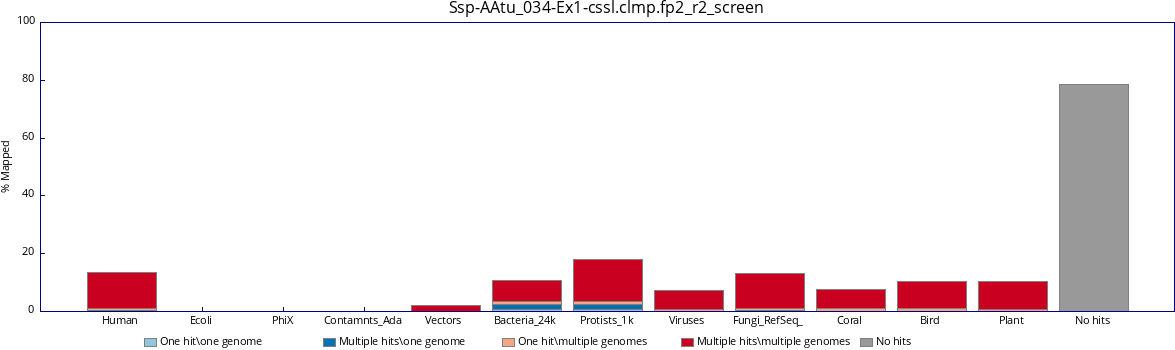 Ssp-AAtu_034-Ex1-cssl.clmp.fp2_r2_screen
100
80
60
40
20
0
% Mapped
Human Ecoli PhiX Contamnts_Ada Vectors Bacteria_24k Protists_1k Viruses Fungi_RefSeq_ Coral Bird Plant No hits
One hit\one genome Multiple hits\one genome One hit\multiple genomes Multiple hits\multiple genomes No hits